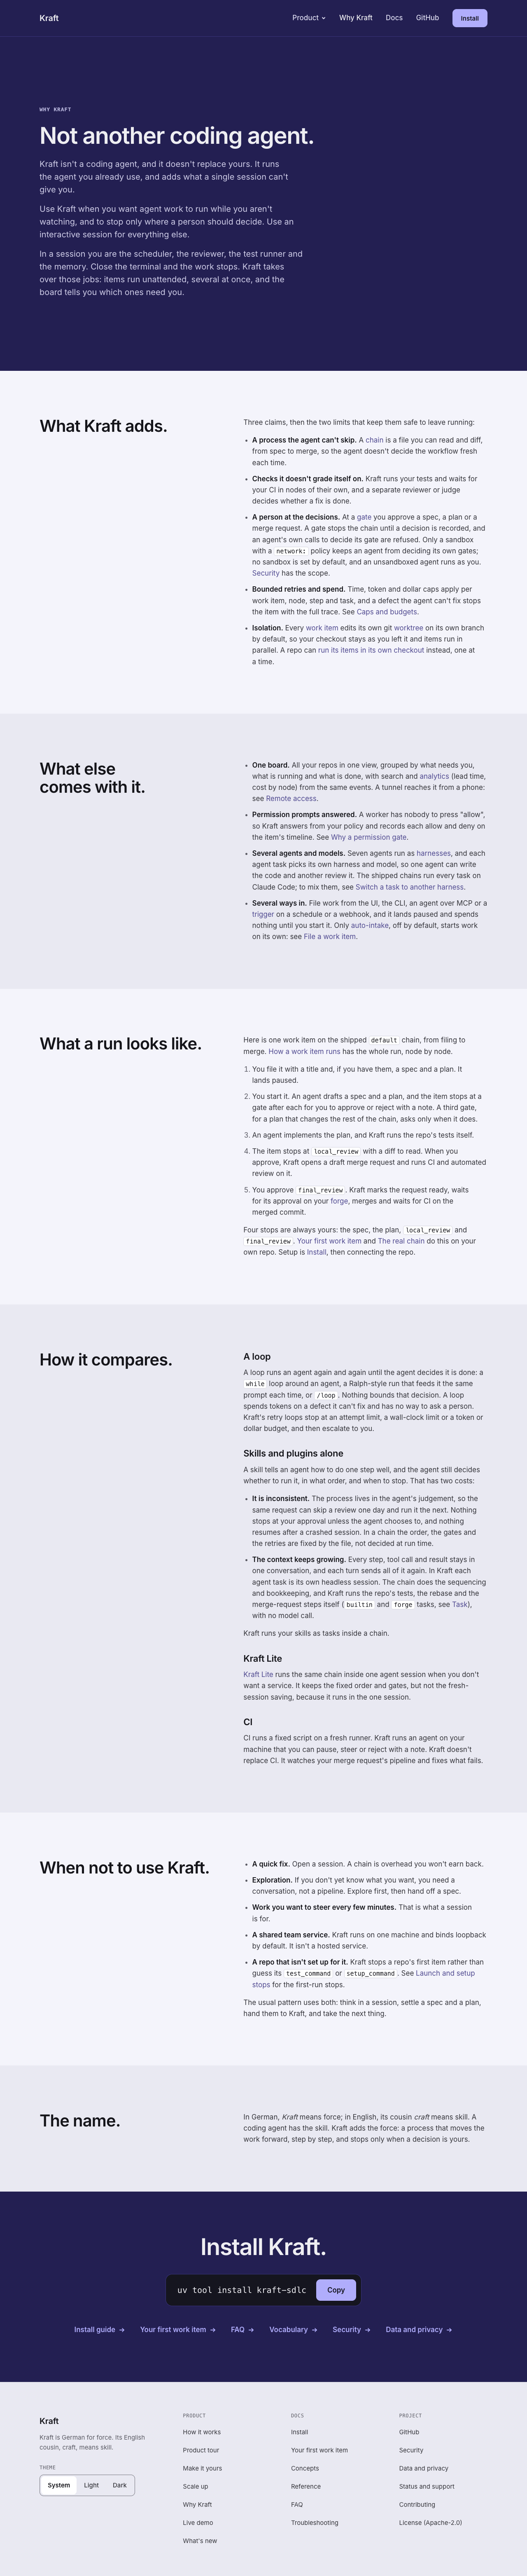 Kraft
Product
Why Kraft
Docs
GitHub
Install
WHY KRAFT
Not another coding agent.
Kraft isn't a coding agent, and it doesn't replace yours. It runs
the agent you already use, and adds what a single session can't
give you.
Use Kraft when you want agent work to run while you aren't
watching, and to stop only where a person should decide. Use an
interactive session for everything else.
In a session you are the scheduler, the reviewer, the test runner and
the memory. Close the terminal and the work stops. Kraft takes
over those jobs: items run unattended, several at once, and the
board tells you which ones need you.
What Kraft adds.
Three claims, then the two limits that keep them safe to leave running:
• A process the agent can't skip. A chain is a file you can read and diff,
from spec to merge, so the agent doesn't decide the workflow fresh
each time.
• Checks it doesn't grade itself on. Kraft runs your tests and waits for
your CI in nodes of their own, and a separate reviewer or judge
decides whether a fix is done.
• A person at the decisions. At a gate you approve a spec, a plan or a
merge request. A gate stops the chain until a decision is recorded, and
an agent's own calls to decide its gate are refused. Only a sandbox
with a network: policy keeps an agent from deciding its own gates;
no sandbox is set by default, and an unsandboxed agent runs as you.
Security has the scope.
• Bounded retries and spend. Time, token and dollar caps apply per
work item, node, step and task, and a defect the agent can't fix stops
the item with the full trace. See Caps and budgets.
• Isolation. Every work item edits its own git worktree on its own branch
by default, so your checkout stays as you left it and items run in
parallel. A repo can run its items in its own checkout instead, one at
a time.
What else
comes with it.
• One board. All your repos in one view, grouped by what needs you,
what is running and what is done, with search and analytics (lead time,
cost by node) from the same events. A tunnel reaches it from a phone:
see Remote access.
• Permission prompts answered. A worker has nobody to press "allow",
so Kraft answers from your policy and records each allow and deny on
the item's timeline. See Why a permission gate.
• Several agents and models. Seven agents run as harnesses, and each
agent task picks its own harness and model, so one agent can write
the code and another review it. The shipped chains run every task on
Claude Code; to mix them, see Switch a task to another harness.
• Several ways in. File work from the UI, the CLI, an agent over MCP or a
trigger on a schedule or a webhook, and it lands paused and spends
nothing until you start it. Only auto-intake, off by default, starts work
on its own: see File a work item.
What a run looks like.
Here is one work item on the shipped default chain, from filing to
merge. How a work item runs has the whole run, node by node.
1. You file it with a title and, if you have them, a spec and a plan. It
lands paused.
2. You start it. An agent drafts a spec and a plan, and the item stops at a
gate after each for you to approve or reject with a note. A third gate,
for a plan that changes the rest of the chain, asks only when it does.
3. An agent implements the plan, and Kraft runs the repo's tests itself.
4. The item stops at local_review with a diff to read. When you
approve, Kraft opens a draft merge request and runs CI and automated
review on it.
5. You approve final_review. Kraft marks the request ready, waits
for its approval on your forge, merges and waits for CI on the
merged commit.
Four stops are always yours: the spec, the plan, local_review and
final_review. Your first work item and The real chain do this on your
own repo. Setup is Install, then connecting the repo.
How it compares.
A loop
A loop runs an agent again and again until the agent decides it is done: a
while loop around an agent, a Ralph-style run that feeds it the same
prompt each time, or /loop. Nothing bounds that decision. A loop
spends tokens on a defect it can't fix and has no way to ask a person.
Kraft's retry loops stop at an attempt limit, a wall-clock limit or a token or
dollar budget, and then escalate to you.
Skills and plugins alone
A skill tells an agent how to do one step well, and the agent still decides
whether to run it, in what order, and when to stop. That has two costs:
• It is inconsistent. The process lives in the agent's judgement, so the
same request can skip a review one day and run it the next. Nothing
stops at your approval unless the agent chooses to, and nothing
resumes after a crashed session. In a chain the order, the gates and
the retries are fixed by the file, not decided at run time.
• The context keeps growing. Every step, tool call and result stays in
one conversation, and each turn sends all of it again. In Kraft each
agent task is its own headless session. The chain does the sequencing
and bookkeeping, and Kraft runs the repo's tests, the rebase and the
merge-request steps itself (builtin and forge tasks, see Task),
with no model call.
Kraft runs your skills as tasks inside a chain.
Kraft Lite
Kraft Lite runs the same chain inside one agent session when you don't
want a service. It keeps the fixed order and gates, but not the fresh-
session saving, because it runs in the one session.
CI
CI runs a fixed script on a fresh runner. Kraft runs an agent on your
machine that you can pause, steer or reject with a note. Kraft doesn't
replace CI. It watches your merge request's pipeline and fixes what fails.
When not to use Kraft.
• A quick fix. Open a session. A chain is overhead you won't earn back.
• Exploration. If you don't yet know what you want, you need a
conversation, not a pipeline. Explore first, then hand off a spec.
• Work you want to steer every few minutes. That is what a session
is for.
• A shared team service. Kraft runs on one machine and binds loopback
by default. It isn't a hosted service.
• A repo that isn't set up for it. Kraft stops a repo's first item rather than
guess its test_command or setup_command. See Launch and setup
stops for the first-run stops.
The usual pattern uses both: think in a session, settle a spec and a plan,
hand them to Kraft, and take the next thing.
The name.
In German, Kraft means force; in English, its cousin craft means skill. A
coding agent has the skill. Kraft adds the force: a process that moves the
work forward, step by step, and stops only when a decision is yours.
Install Kraft.
uv tool install kraft-sdlc
Copy
Install guide →
Your first work item →
FAQ →
Vocabulary →
Security →
Data and privacy →
Kraft
Kraft is German for force. Its English
cousin, craft, means skill.
THEME
System
Light
Dark
PRODUCT
How it works
Product tour
Make it yours
Scale up
Why Kraft
Live demo
What's new
DOCS
Install
Your first work item
Concepts
Reference
FAQ
Troubleshooting
PROJECT
GitHub
Security
Data and privacy
Status and support
Contributing
License (Apache-2.0)